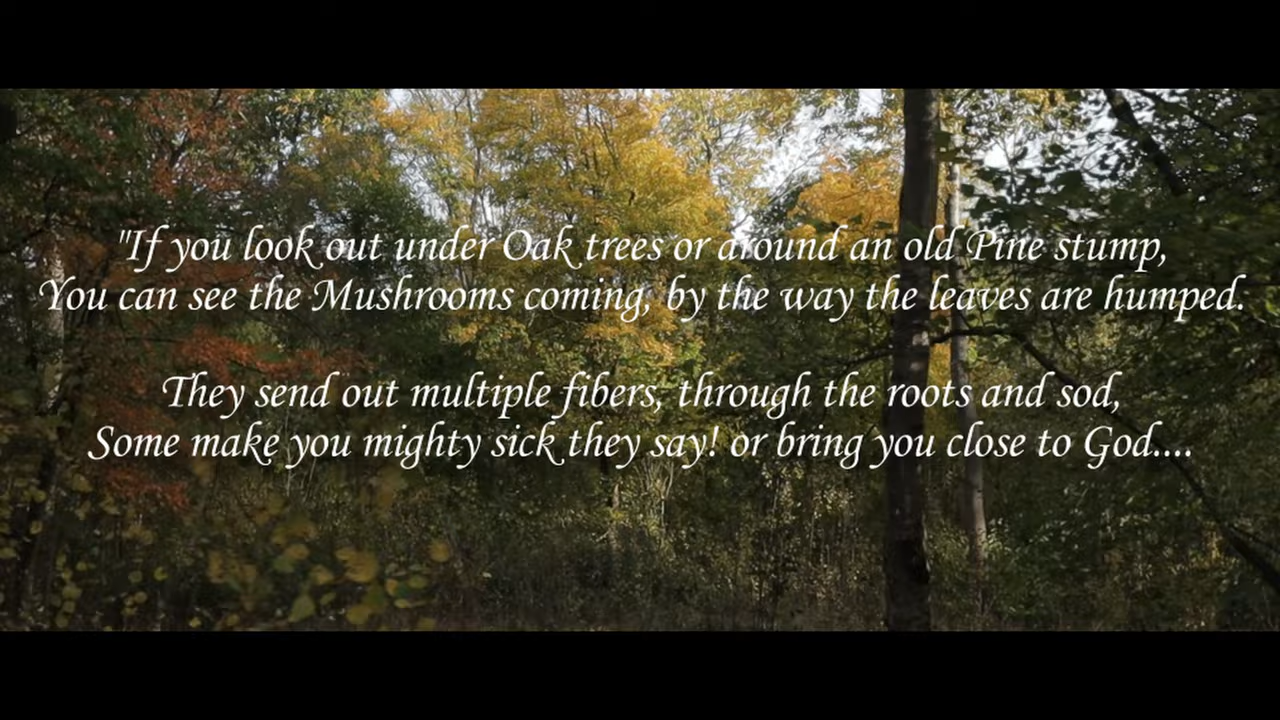 "If you look out under Oak trees or around an old Pine stump,
You can see the Mushrooms coming, by the way the leaves are humped.
They send out multiple fibers, through the roots and sod,
Some make you mighty sick they say! or bring you close to God....